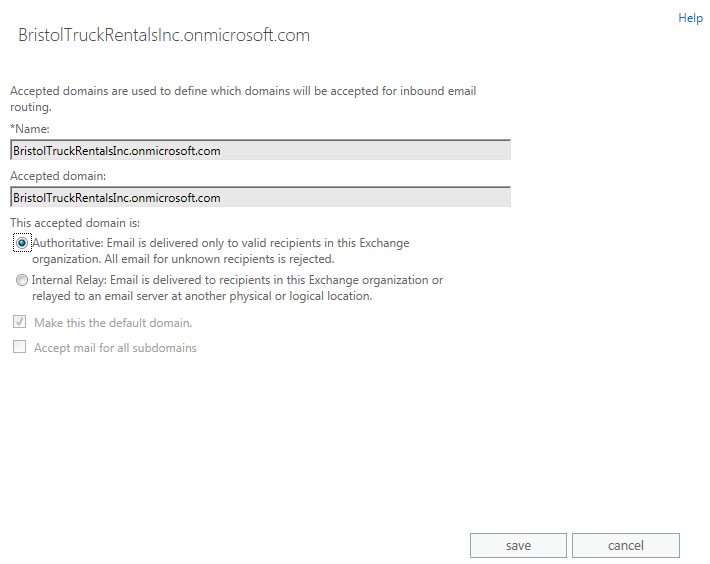 Help
BristolTruckRentalsInc.onmicrosoft.com
Accepted domains are used to define which domains will be accepted for inbound email
routing.
*Name:
BristolTruckRentalsInc.onmicrosoft.com
Accepted domain:
BristolTruckRentalsInc.onmicrosoft.com
This accepted domain is:
Authoritative: Email is delivered only to valid recipients in this Exchange
organization. All email for unknown recipients is rejected.
Internal Relay: Email is delivered to recipients in this Exchange organization or
relayed to an email server at another physical or logical location.
Make this the default domain.
Accept mail for all subdomains
save
cancel